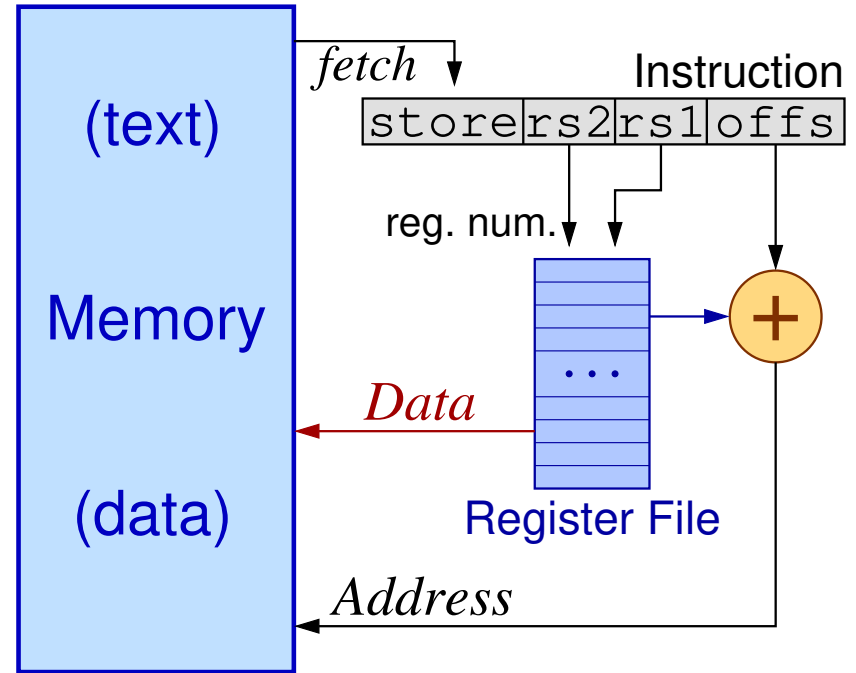 fetch
Instruction
(text)
store rs2 rs1 offs
reg. num.
Memory
+
...
Data
(data)
Register File
Address